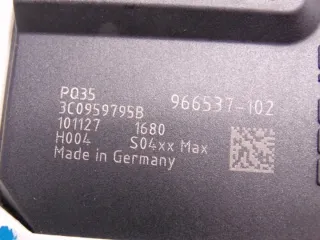 PQ35
3C0959795B 966537-102
101127 1680
H004 S04xx Max
Made in Germany